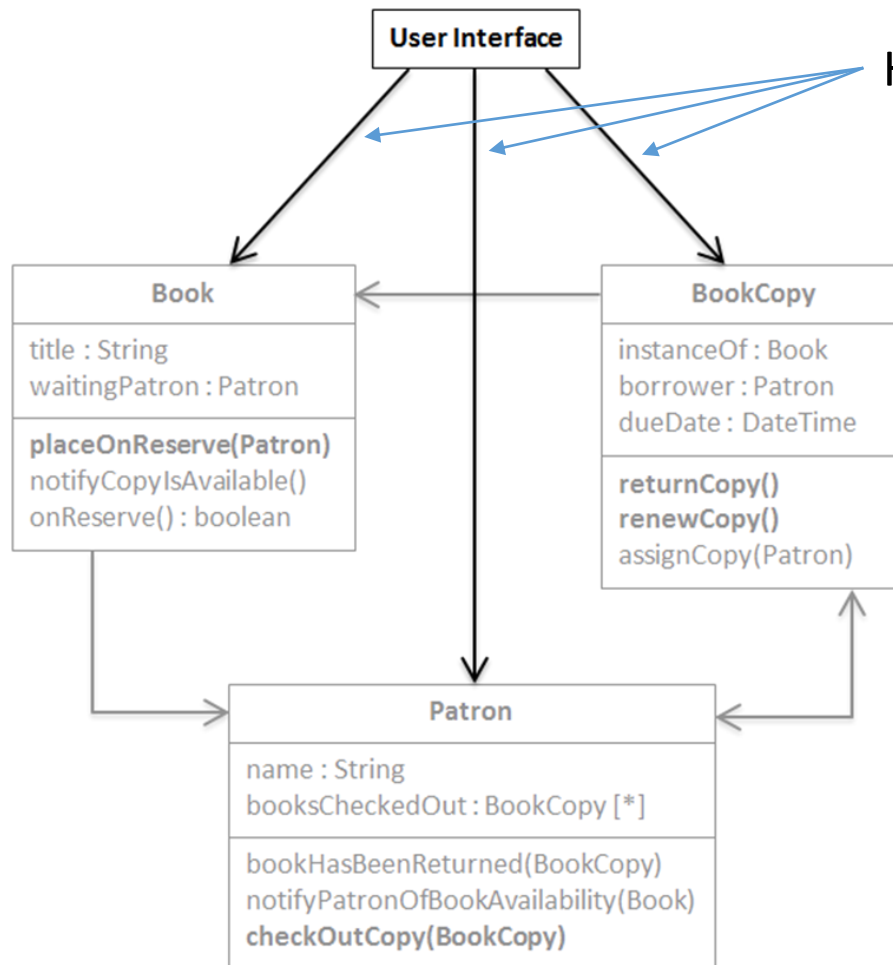 User Interface
H
Book
title : String
waitingPatron : Patron
placeOnReserve(Patron)
notifyCopyIsAvailable()
onReserve() : boolean
BookCopy
instanceOf : Book
borrower : Patron
dueDate : DateTime
returnCopy()
renewCopy()
assignCopy(Patron)
Patron
name : String
booksCheckedOut : BookCopy [*]
bookHasBeenReturned(BookCopy)
notifyPatronOfBookAvailability(Book)
checkOutCopy(BookCopy)